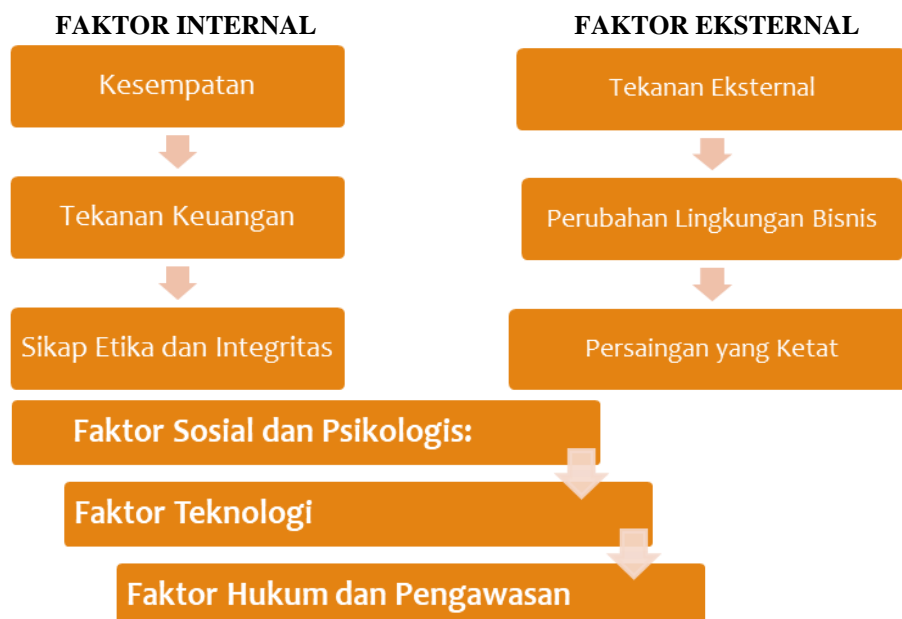 FAKTOR INTERNAL
Kesempatan
Tekanan Keuangan
Sikap Etika dan Integritas
FAKTOR EKSTERNAL
Tekanan Eksternal
Perubahan Lingkungan Bisnis
Persaingan yang Ketat
Faktor Sosial dan Psikologis:
Faktor Teknologi
Faktor Hukum dan Pengawasan